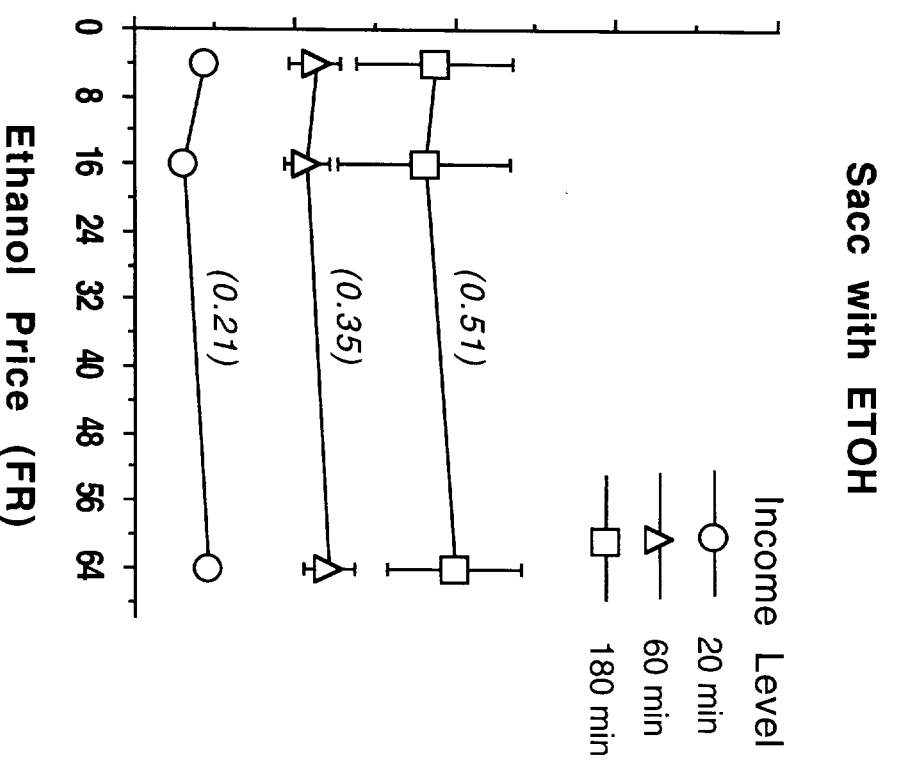 Sacc with ETOH
Income Level
20 min
60 min
180 min
(0.51)
(0.35)
(0.21)
0 8 16 24 32 40 48 56 64
Ethanol Price (FR)